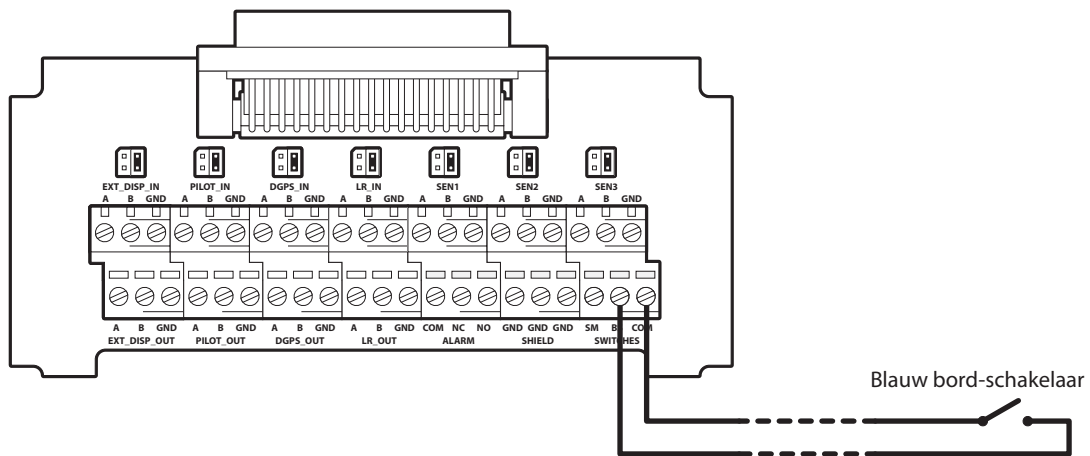 EXT_DISP_IN PILOT_IN DGPS_IN LR_IN SEN1 SEN2 SEN3
A B GND A B GND A B GND A B GND A B GND A B GND A B GND
A B GND A B GND A B GND A B GND COM NC NO GND GND GND SM COM
EXT_DISP_OUT PILOT_OUT DGPS_OUT LR_OUT ALARM SHIELD SWITCHES
Blauw bord-schakelaar